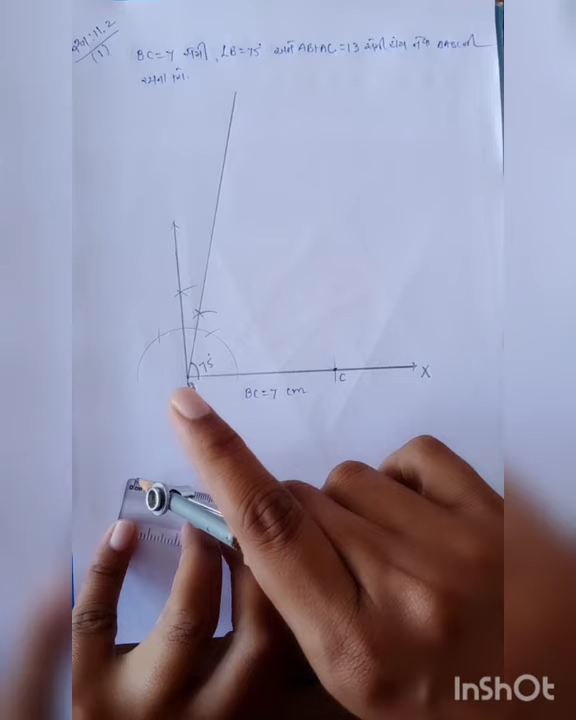 11.2
(1)
BC=7 સેમી, ∠B=75° અને AB+AC=13 સેમી હોય તેવા ΔABCની
રચના કરો.
75°
X
C
BC=7 cm
InShOt